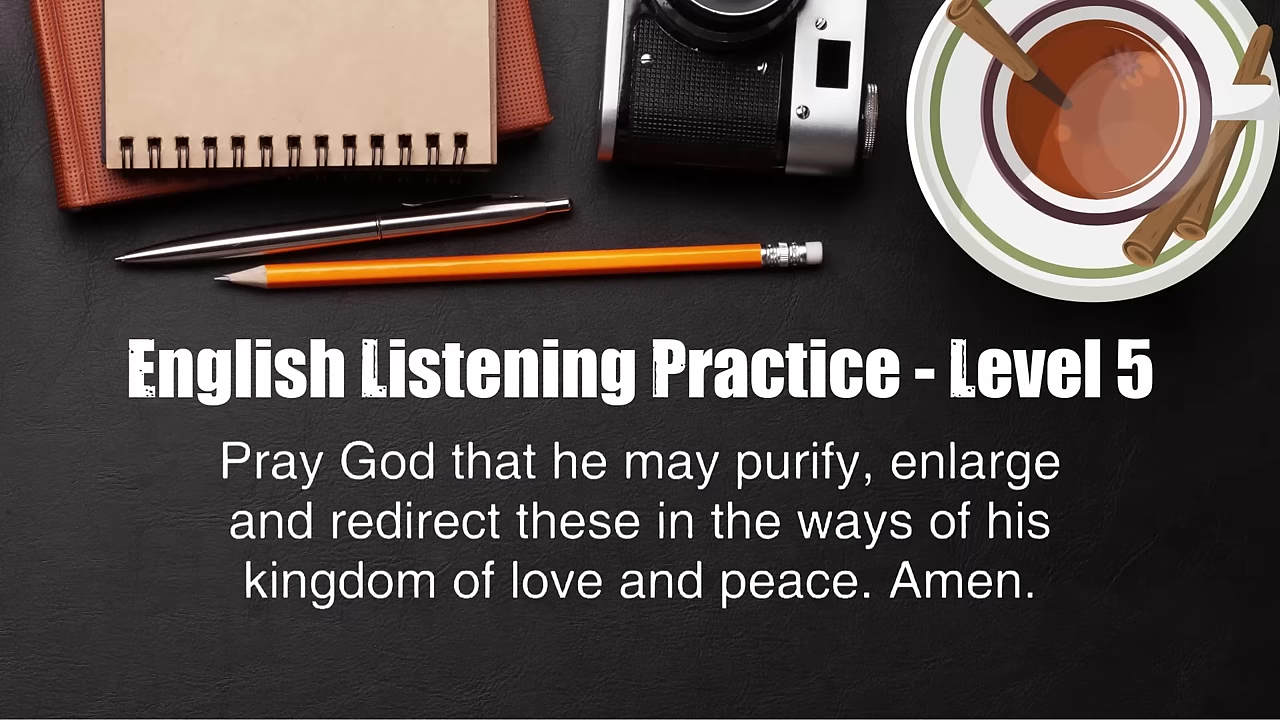 English Listening Practice - Level 5
Pray God that he may purify, enlarge
and redirect these in the ways of his
kingdom of love and peace. Amen.